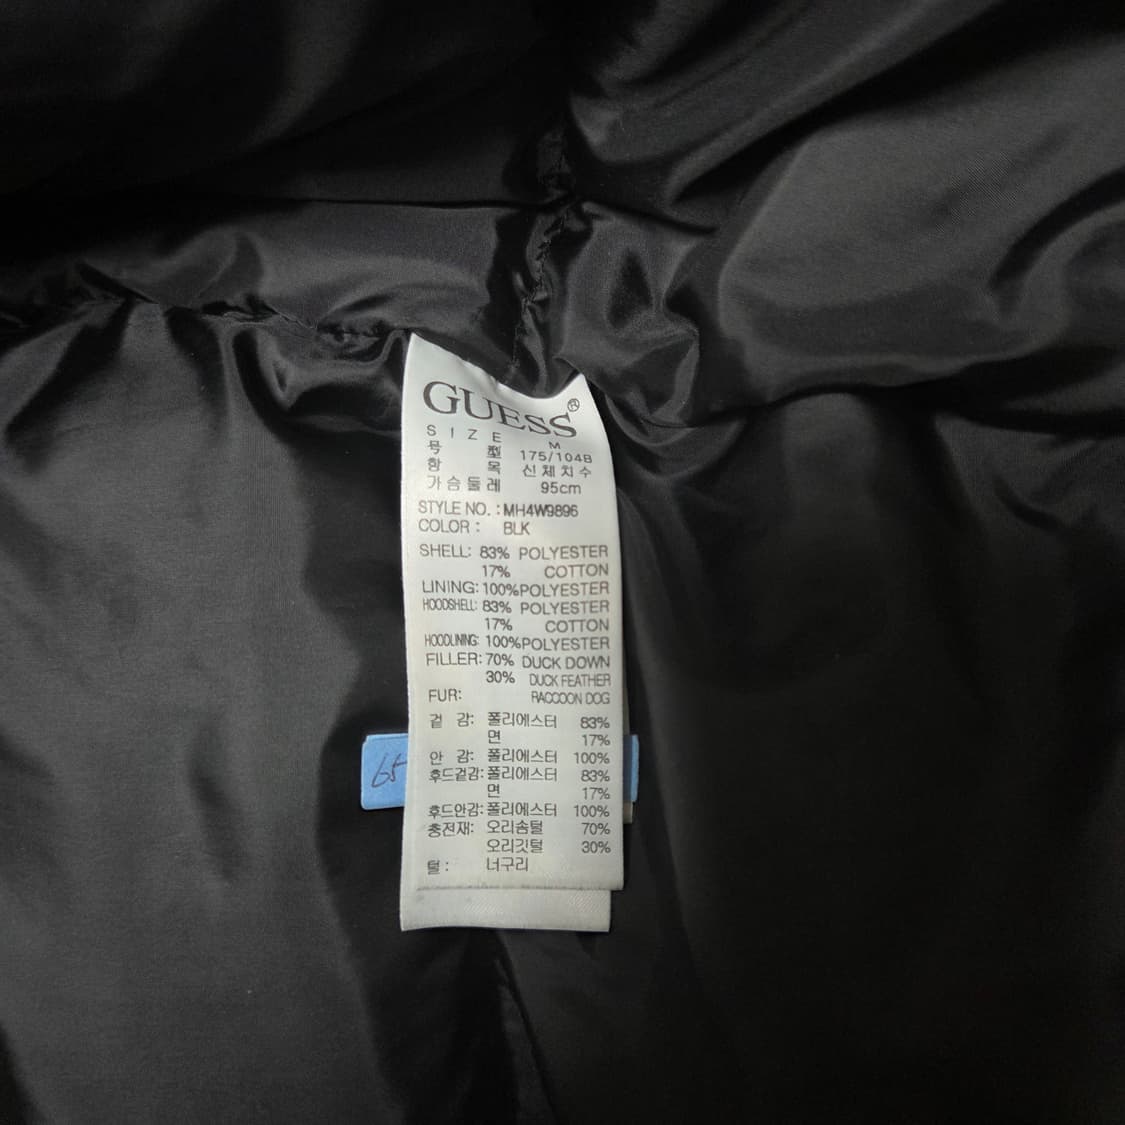 GUESS®
SIZE M
号 型 175/104B
항 목 신체치수
가슴둘레 95cm
STYLE NO. : MH4W9896
COLOR : BLK
SHELL: 83% POLYESTER
17% COTTON
LINING: 100% POLYESTER
HOODSHELL: 83% POLYESTER
17% COTTON
HOODLINING: 100% POLYESTER
FILLER: 70% DUCK DOWN
30% DUCK FEATHER
FUR: RACCOON DOG
겉 감: 폴리에스터 83%
면 17%
안 감: 폴리에스터 100%
후드겉감: 폴리에스터 83%
면 17%
후드안감: 폴리에스터 100%
충전재: 오리솜털 70%
오리깃털 30%
털 : 너구리
65